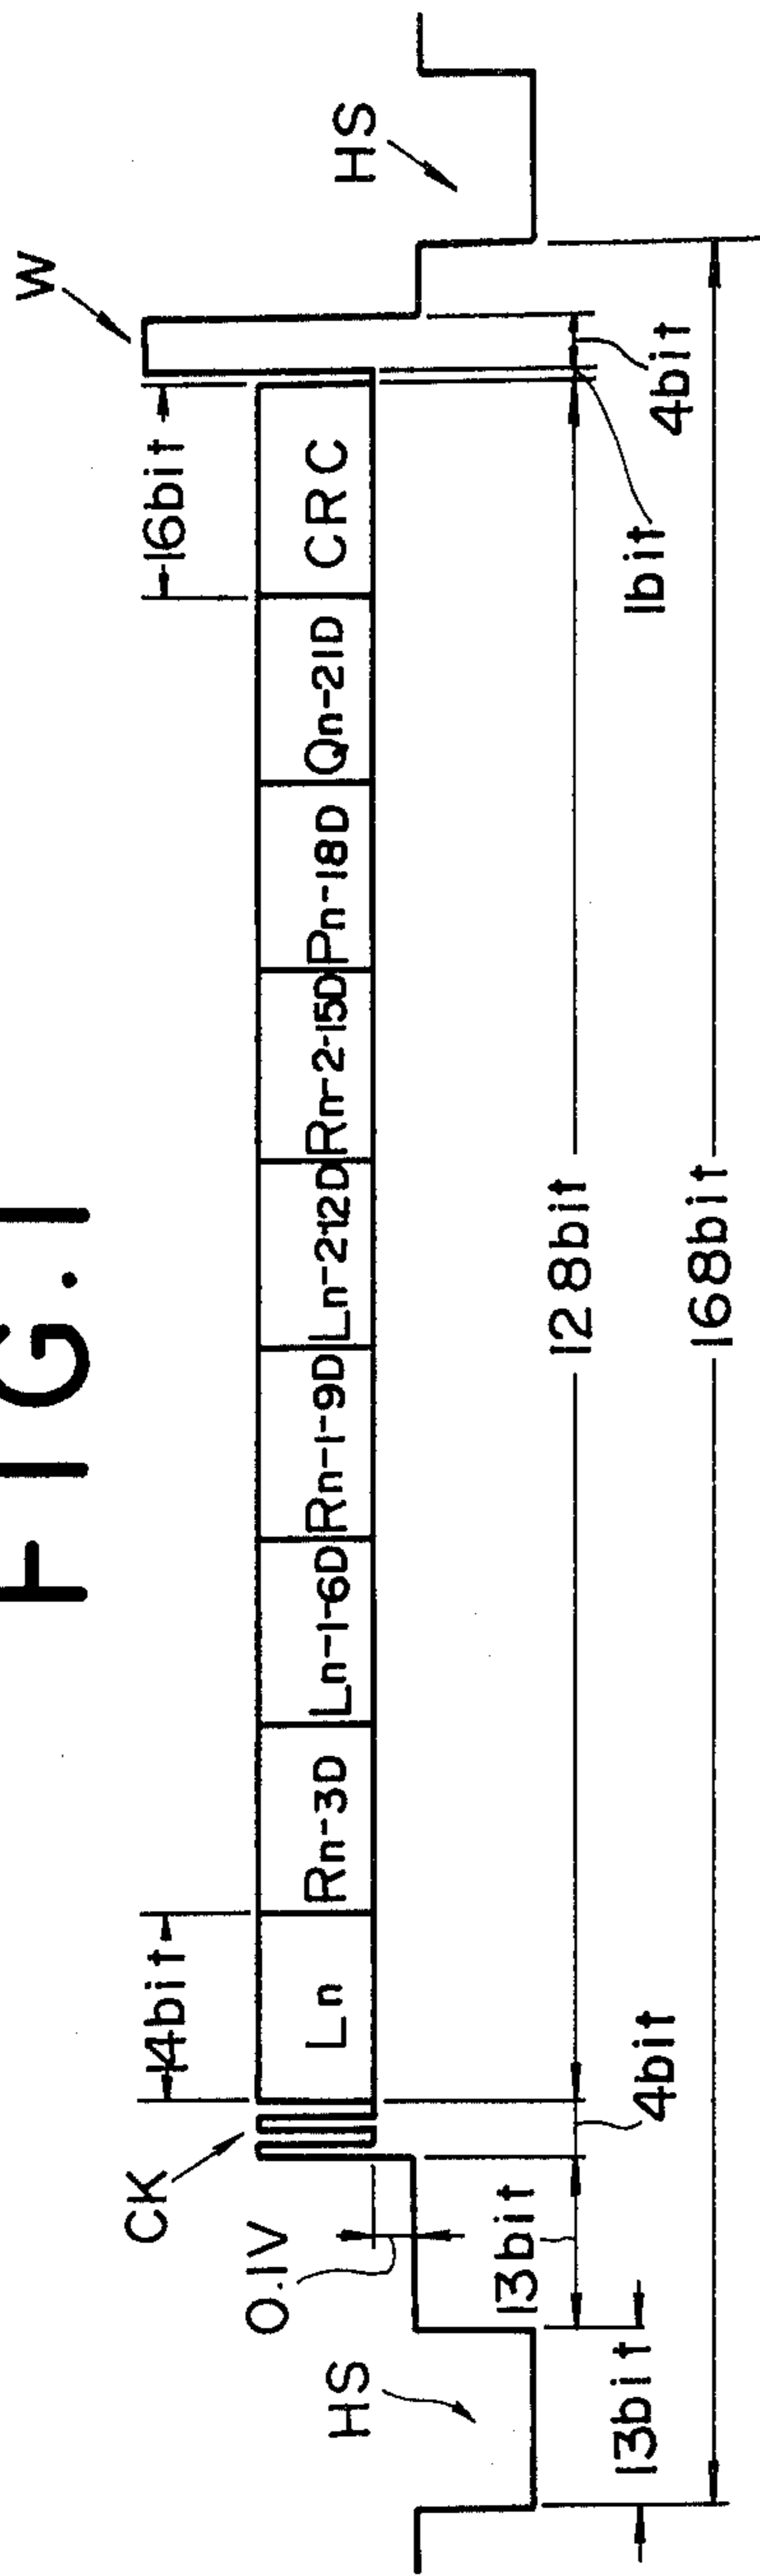 FIG. 1
HS
13bit
0.1V
13bit
CK
4bit
14bit
Ln
Rn-3D
Ln-1-6D
Rn-1-9D
Ln-2-12D
Rn-2-15D
Pn-18D
Qn-21D
CRC
16bit
128bit
168bit
1bit
4bit
W
HS